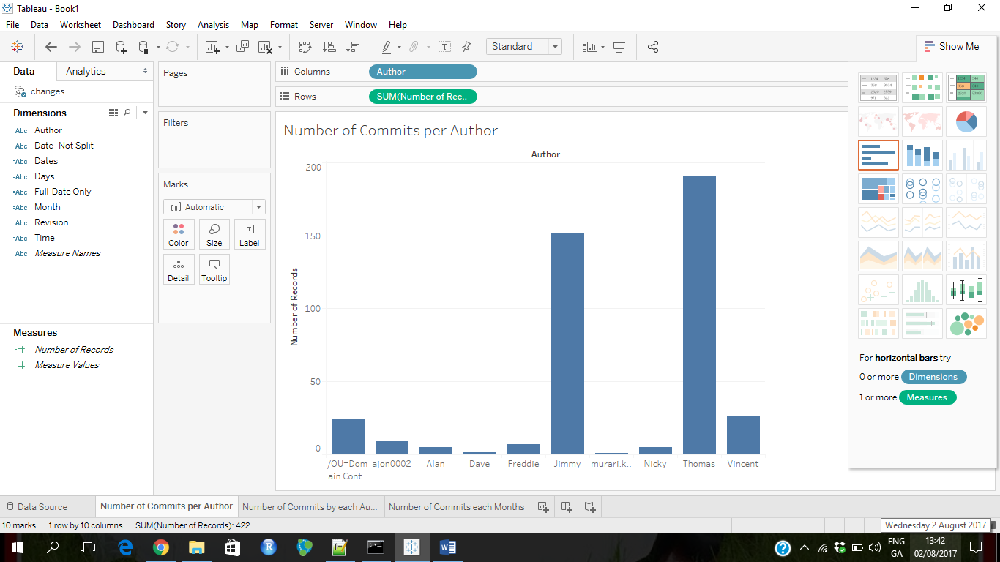 Tableau - Book1
File Data Worksheet Dashboard Story Analysis Map Format Server Window Help
Standard
Show Me
Data Analytics
changes
Dimensions
Abc Author
Abc Date- Not Split
=Abc Dates
=Abc Days
=Abc Full-Date Only
=Abc Month
Abc Revision
=Abc Time
Abc Measure Names
Measures
=# Number of Records
# Measure Values
Pages
Filters
Marks
Automatic
Color Size Label
Detail Tooltip
Columns Author
Rows SUM(Number of Rec..
Number of Commits per Author
Author
Number of Records
200
150
100
50
0
/OU=Dom
ain Cont..
ajon0002
Alan
Dave
Freddie
Jimmy
murari.k..
Nicky
Thomas
Vincent
For horizontal bars try
0 or more Dimensions
1 or more Measures
Data Source Number of Commits per Author Number of Commits by each Au... Number of Commits each Months
10 marks 1 row by 10 columns SUM(Number of Records): 422
Wednesday 2 August 2017
ENG
GA
13:42
02/08/2017